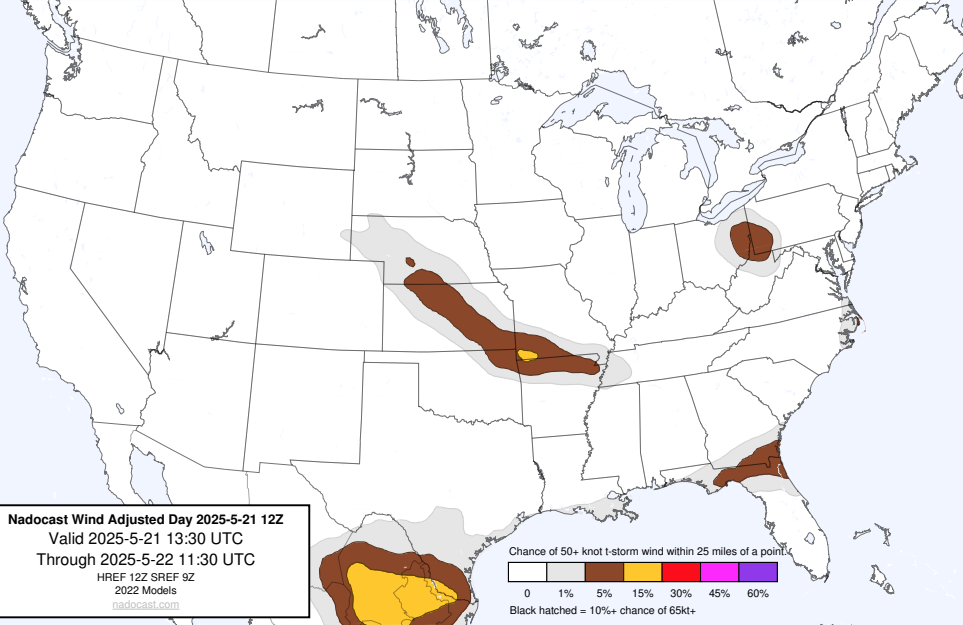 Nadocast Wind Adjusted Day 2025-5-21 12Z
Valid 2025-5-21 13:30 UTC
Through 2025-5-22 11:30 UTC
HREF 12Z SREF 9Z
2022 Models
nadocast.com
Chance of 50+ knot t-storm wind within 25 miles of a point.
0 1% 5% 15% 30% 45% 60%
Black hatched = 10%+ chance of 65kt+